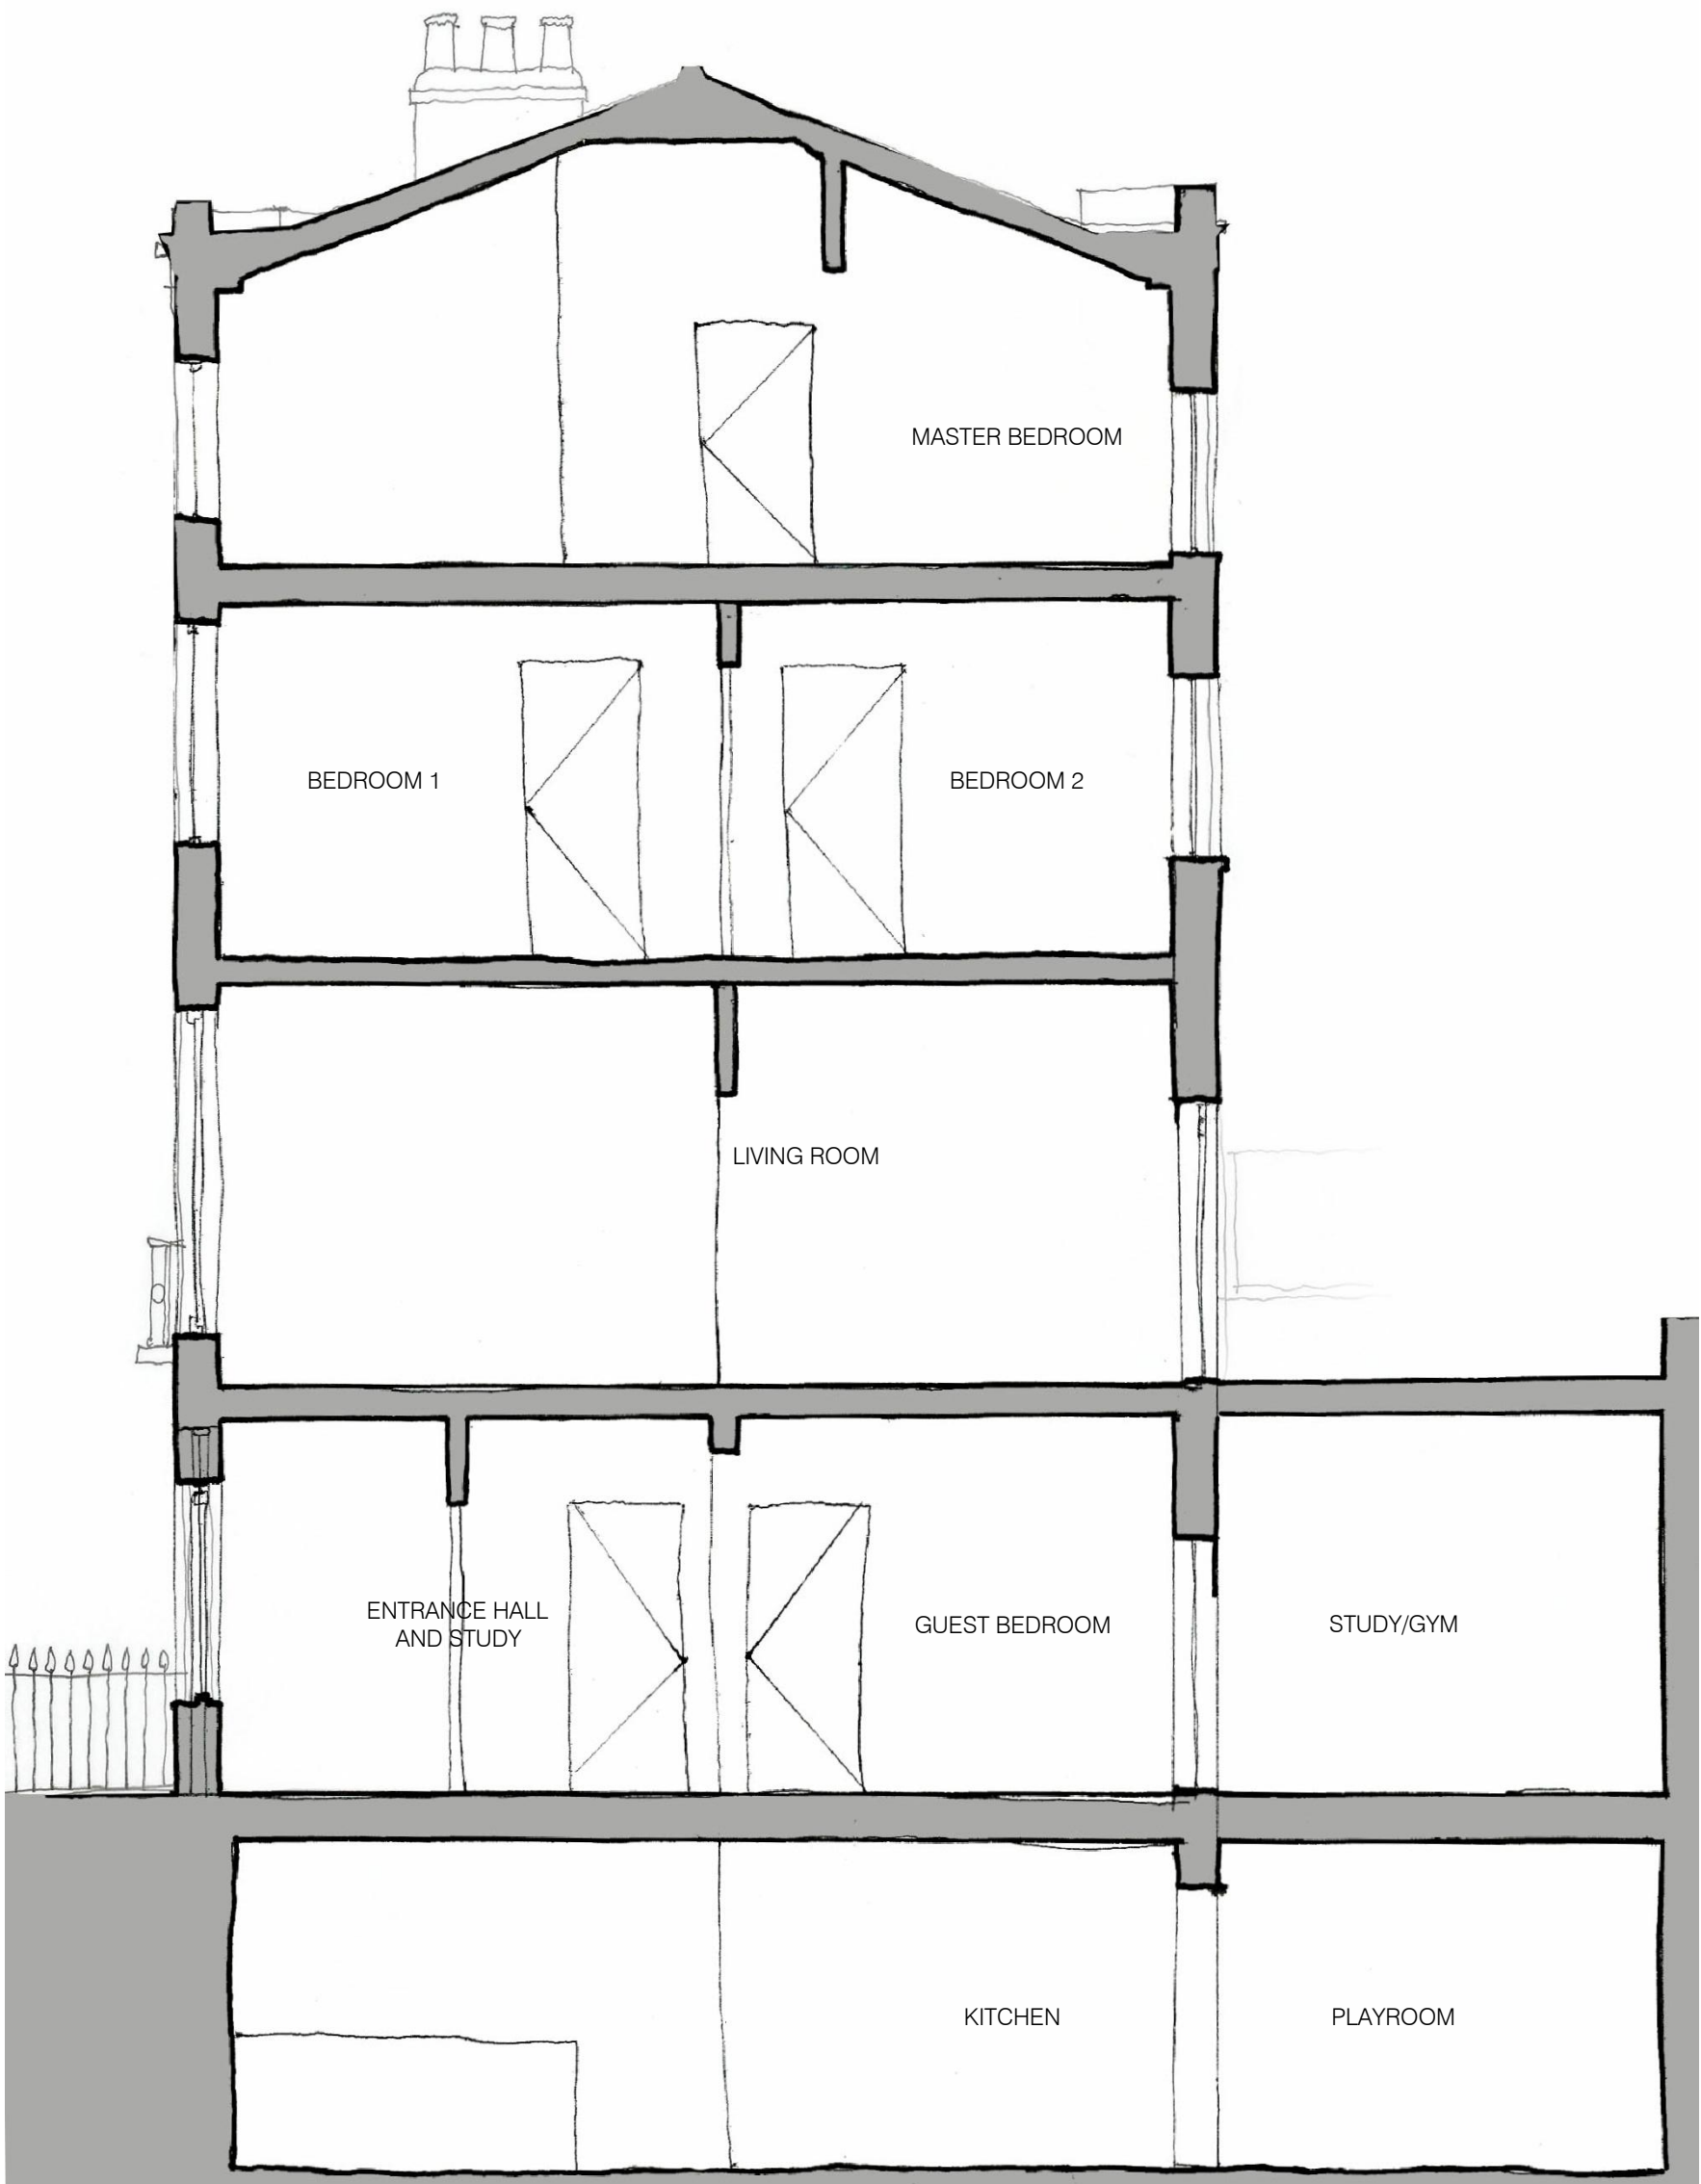 MASTER BEDROOM
BEDROOM 1
BEDROOM 2
LIVING ROOM
ENTRANCE HALL
AND STUDY
GUEST BEDROOM
STUDY/GYM
KITCHEN
PLAYROOM